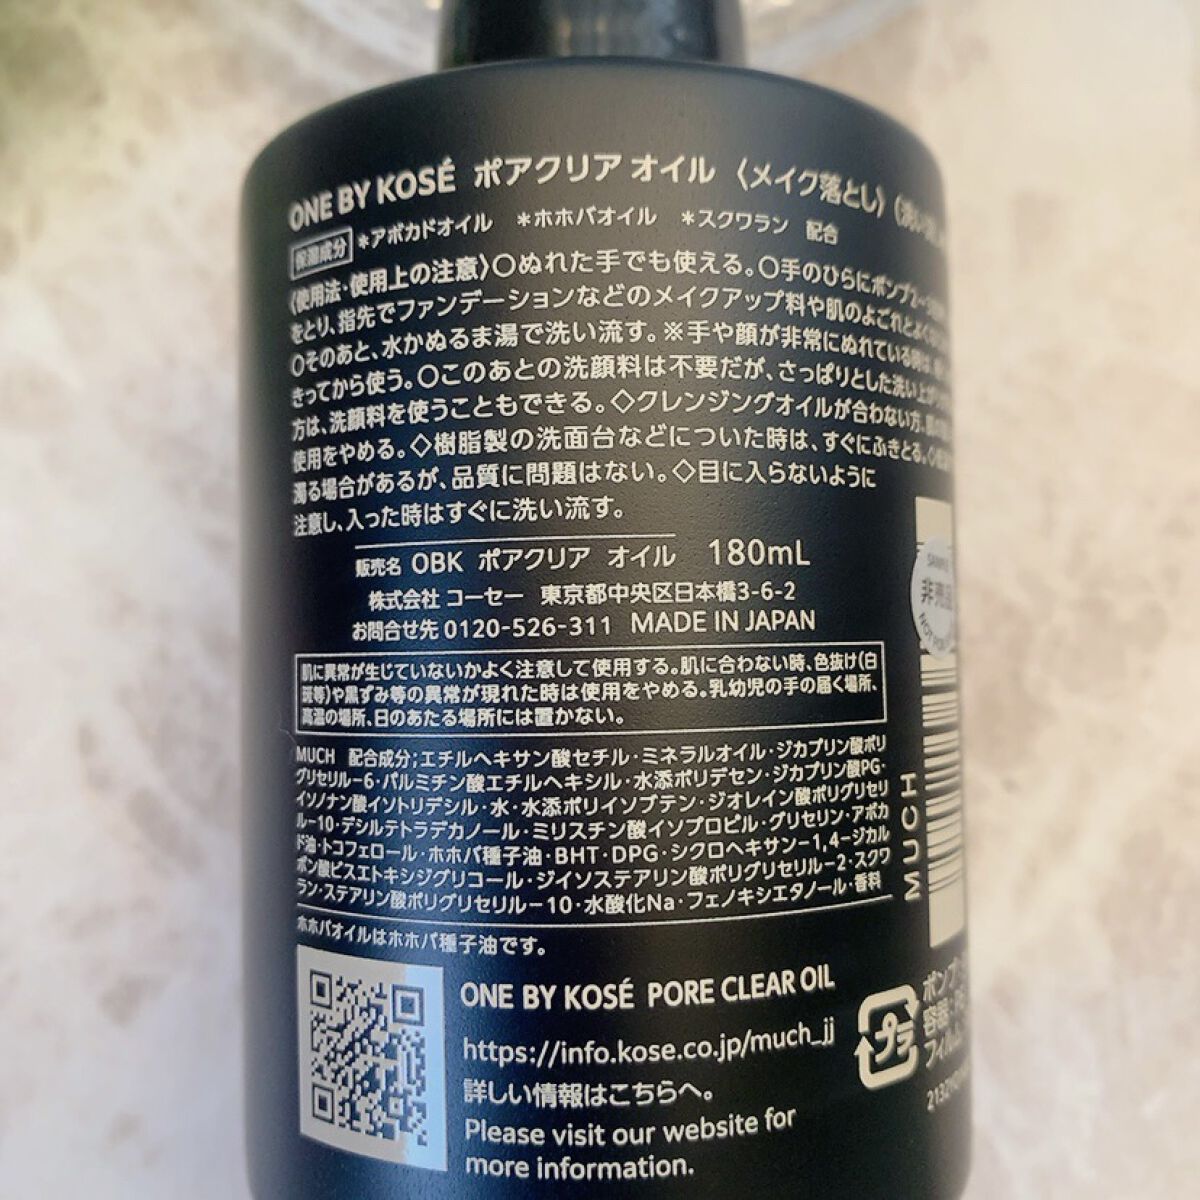 ONE BY KOSÉ ポアクリア オイル 〈メイク落とし〉
保湿成分 *アボカドオイル *ホホバオイル *スクワラン 配合
〈使用法・使用上の注意〉○ぬれた手でも使える。○手のひらにポンプ2~
をとり、指先でファンデーションなどのメイクアップ料や肌のよごれとよく
○そのあと、水かぬるま湯で洗い流す。※手や顔が非常にぬれている時は、
きってから使う。○このあとの洗顔料は不要だが、さっぱりとした洗い上がり
方は、洗顔料を使うこともできる。◇クレンジングオイルが合わない方、
使用をやめる。◇樹脂製の洗面台などについた時は、すぐにふきとる。◇
濁る場合があるが、品質に問題はない。◇目に入らないように
注意し、入った時はすぐに洗い流す。
販売名 OBK ポアクリア オイル 180mL
株式会社 コーセー 東京都中央区日本橋3-6-2
お問合せ先 0120-526-311 MADE IN JAPAN
肌に異常が生じていないかよく注意して使用する。肌に合わない時、色抜け(白
斑等)や黒ずみ等の異常が現れた時は使用をやめる。乳幼児の手の届く場所、
高温の場所、日のあたる場所には置かない。
MUCH 配合成分;エチルヘキサン酸セチル・ミネラルオイル・ジカプリン酸ポリ
グリセリル-6・パルミチン酸エチルヘキシル・水添ポリデセン・ジカプリン酸PG・
イソノナン酸イソトリデシル・水・水添ポリイソブテン・ジオレイン酸ポリグリセリ
ル-10・デシルテトラデカノール・ミリスチン酸イソプロピル・グリセリン・アボカ
ド油・トコフェロール・ホホバ種子油・BHT・DPG・シクロヘキサン-1,4-ジカル
ボン酸ビスエトキシジグリコール・ジイソステアリン酸ポリグリセリル-2・スクワ
ラン・ステアリン酸ポリグリセリル-10・水酸化Na・フェノキシエタノール・香料
ホホバオイルはホホバ種子油です。
ONE BY KOSÉ PORE CLEAR OIL
https://info.kose.co.jp/much_jj
詳しい情報はこちらへ。
Please visit our website for
more information.
非売品
MUCH
プラ
ポンプ
容器:
フィルム